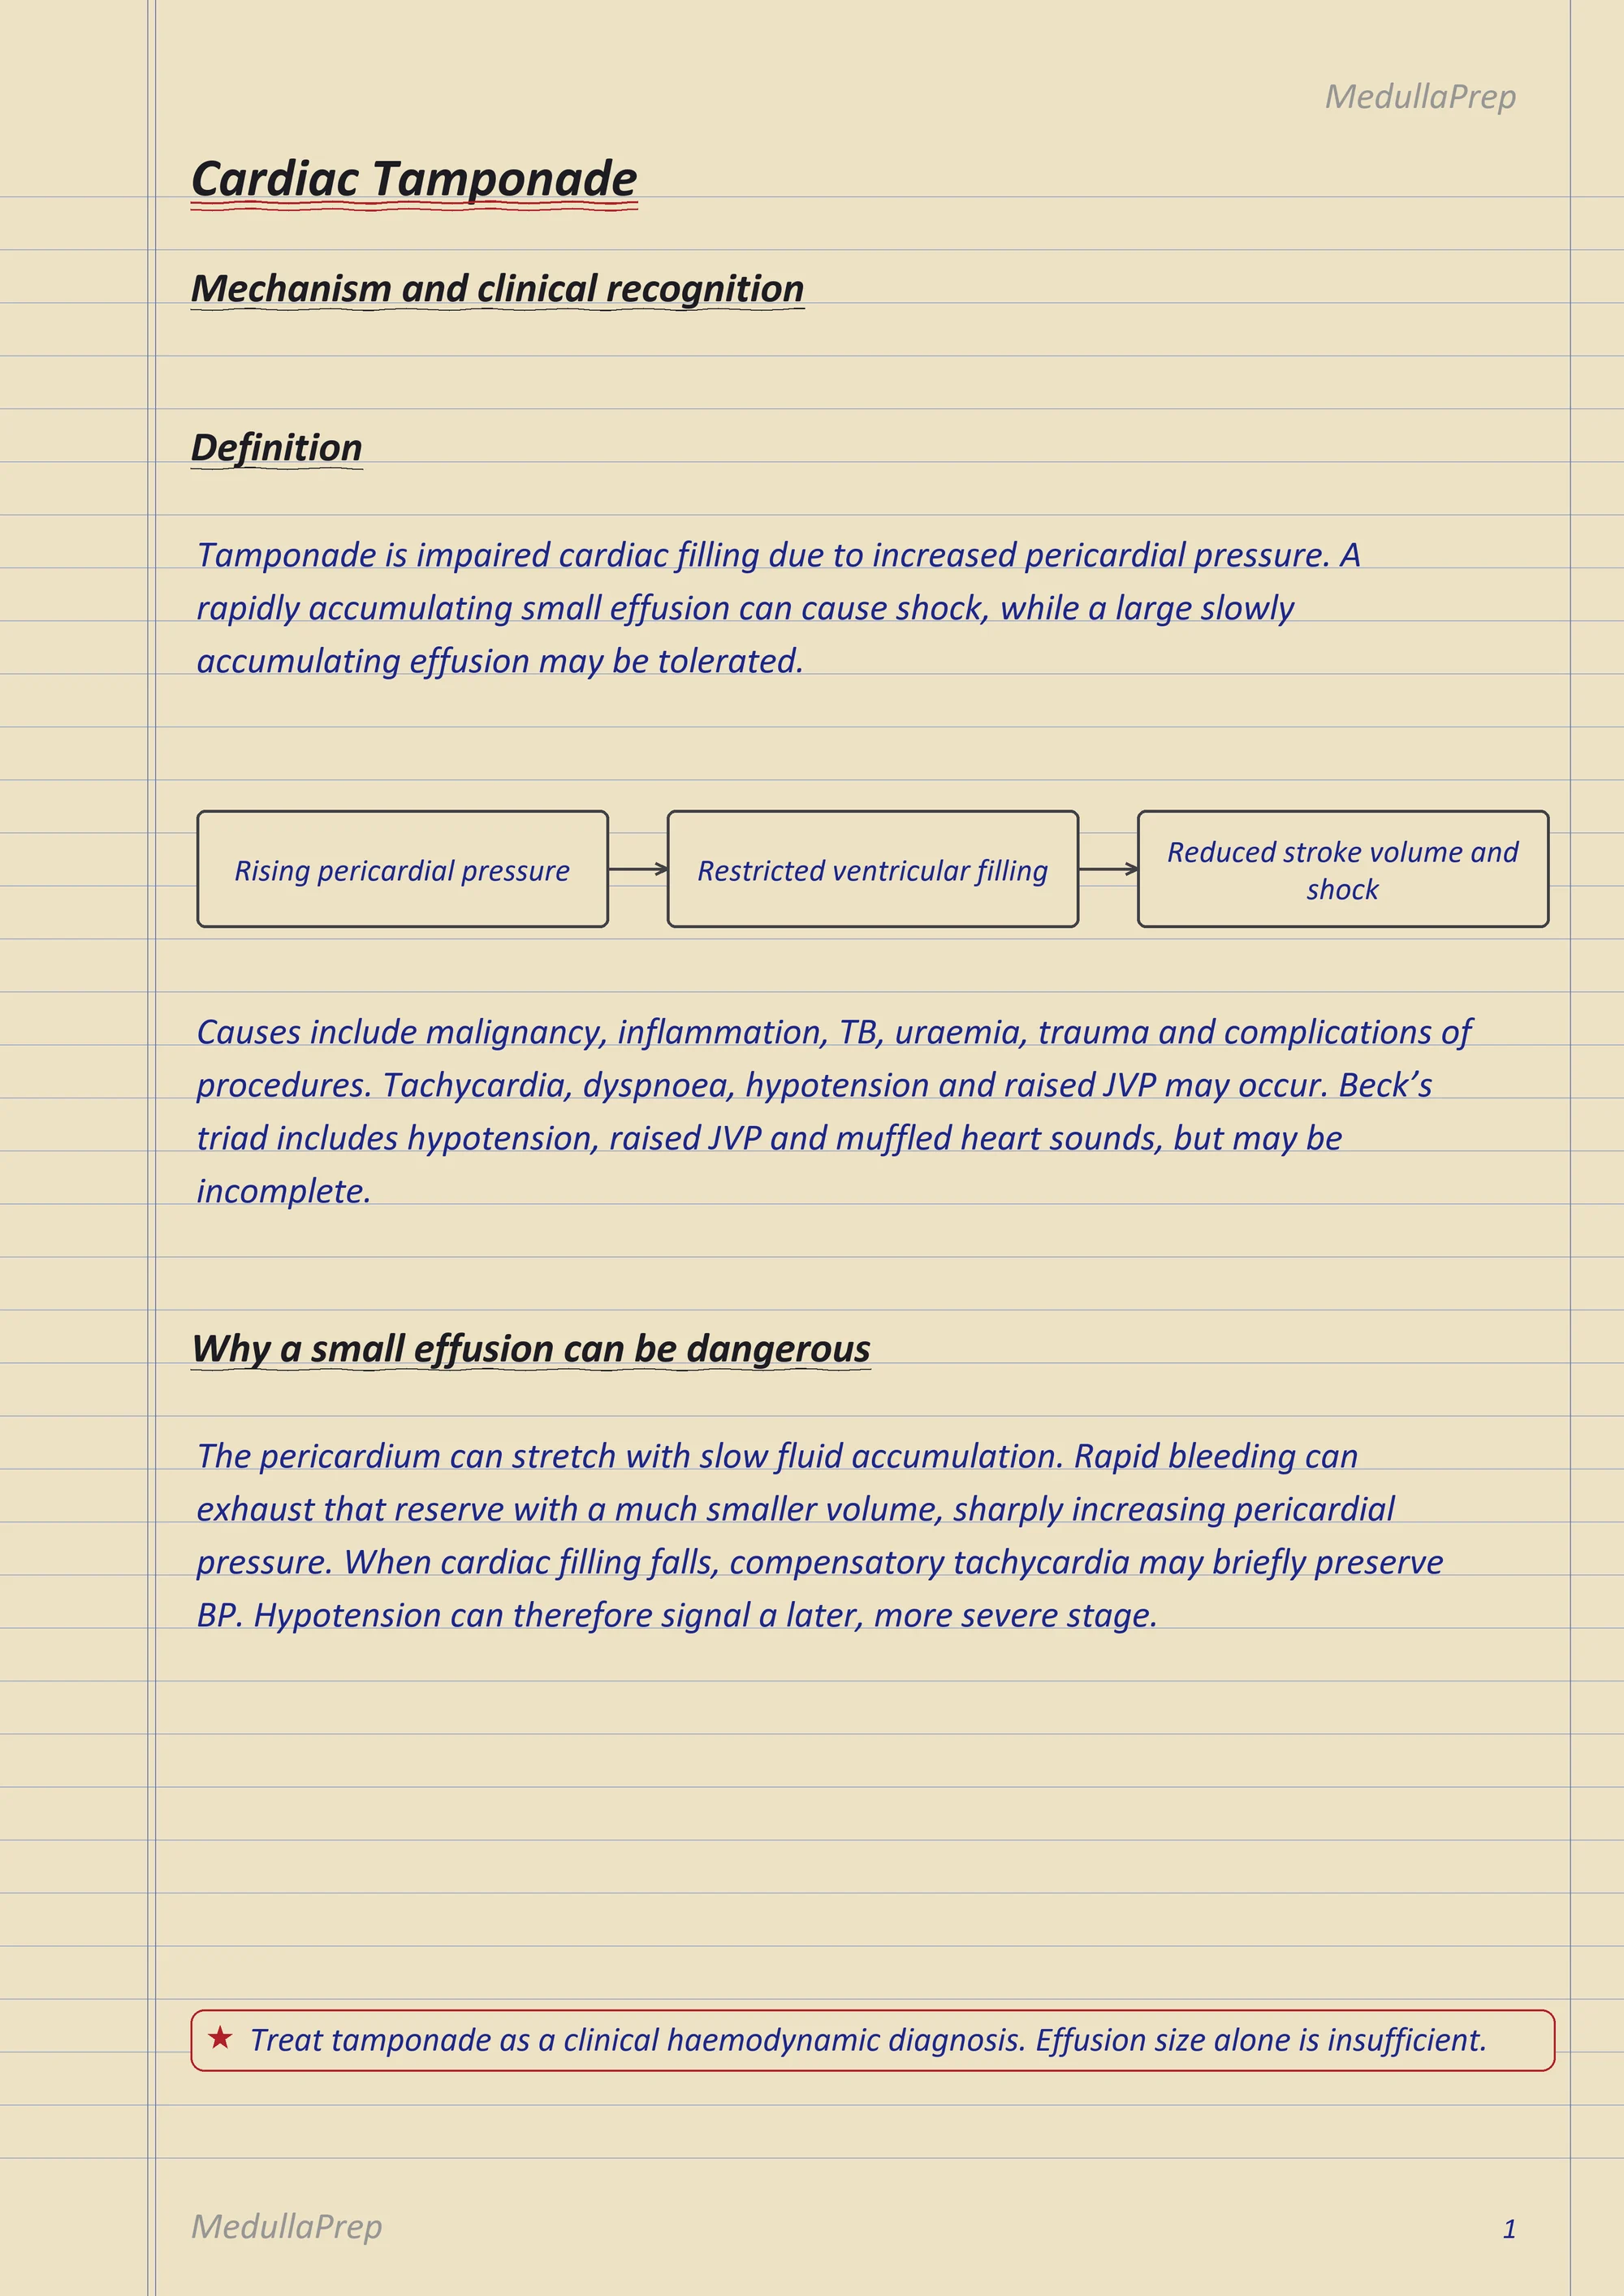 MedullaPrep
Cardiac Tamponade
Mechanism and clinical recognition
Definition
Tamponade is impaired cardiac filling due to increased pericardial pressure. A
rapidly accumulating small effusion can cause shock, while a large slowly
accumulating effusion may be tolerated.
Rising pericardial pressure
Restricted ventricular filling
Reduced stroke volume and
shock
Causes include malignancy, inflammation, TB, uraemia, trauma and complications of
procedures. Tachycardia, dyspnoea, hypotension and raised JVP may occur. Beck’s
triad includes hypotension, raised JVP and muffled heart sounds, but may be
incomplete.
Why a small effusion can be dangerous
The pericardium can stretch with slow fluid accumulation. Rapid bleeding can
exhaust that reserve with a much smaller volume, sharply increasing pericardial
pressure. When cardiac filling falls, compensatory tachycardia may briefly preserve
BP. Hypotension can therefore signal a later, more severe stage.
★ Treat tamponade as a clinical haemodynamic diagnosis. Effusion size alone is insufficient.
MedullaPrep
1